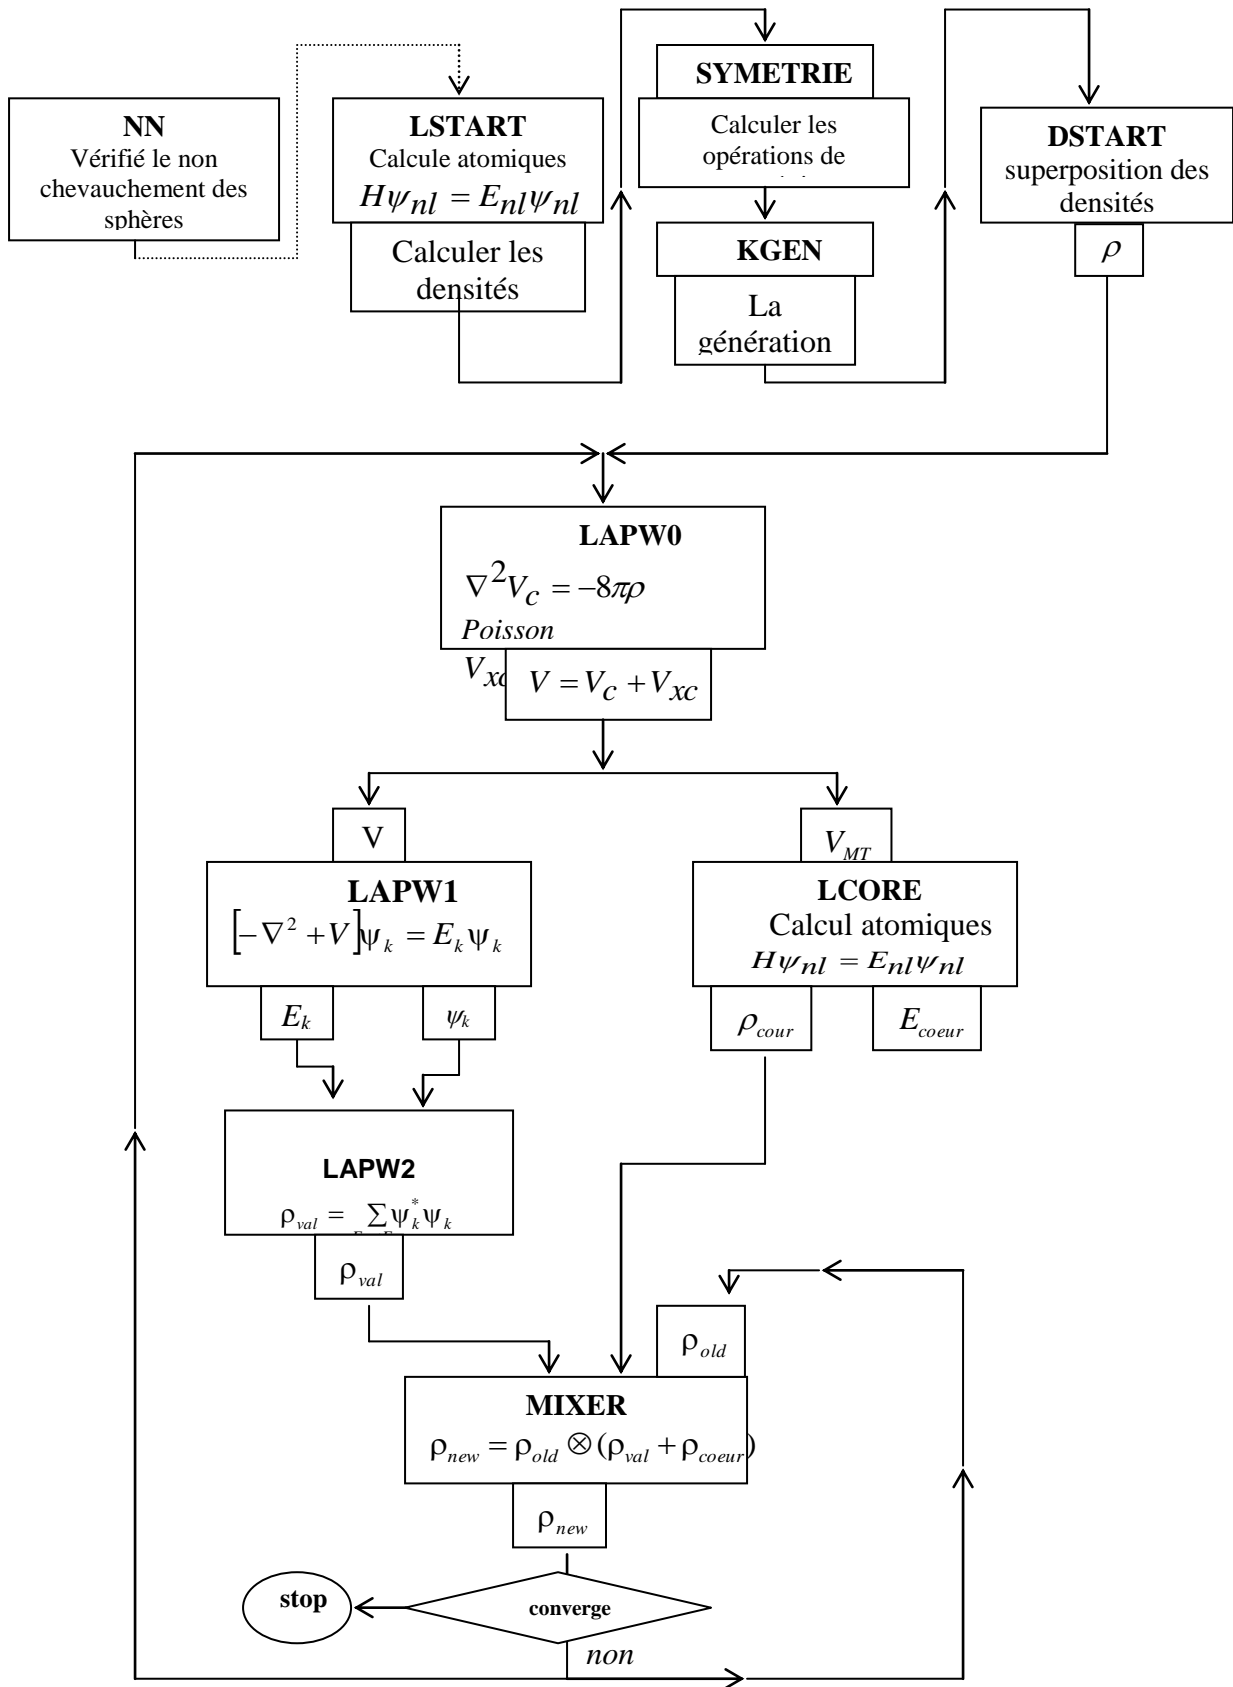 NN
Vérifié le non
chevauchement des
sphères
LSTART
Calcule atomiques
Hψnl = Enlψnl
Calculer les
densités
SYMETRIE
Calculer les
opérations de
KGEN
La
génération
DSTART
superposition des
densités
ρ
LAPW0
∇²Vc = −8πρ
Poisson
Vxc
V = Vc + Vxc
V
LAPW1
[−∇² + V]ψk = Ek ψk
Ek
ψk
VMT
LCORE
Calcul atomiques
Hψnl = Enlψnl
ρcour
Ecoeur
LAPW2
ρval = ∑ψk*ψk
ρval
ρold
MIXER
ρnew = ρold ⊗ (ρval + ρcoeur)
ρnew
stop
converge
non